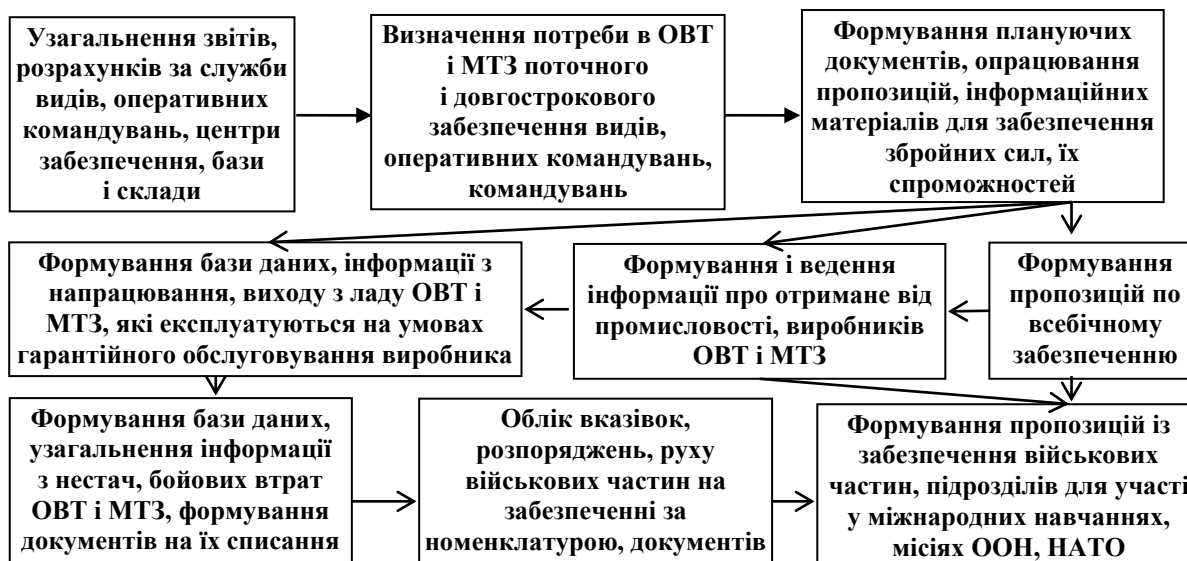 Узагальнення звітів,
розрахунків за служби
видів, оперативних
командувань, центри
забезпечення, бази
і склади
Визначення потреби в ОВТ
і МТЗ поточного
і довгострокового
забезпечення видів,
оперативних командувань,
командувань
Формування плануючих
документів, опрацювання
пропозицій, інформаційних
матеріалів для забезпечення
збройних сил, їх
спроможностей
Формування бази даних, інформації з
напрацювання, виходу з ладу ОВТ і
МТЗ, які експлуатуються на умовах
гарантійного обслуговування виробника
Формування і ведення
інформації про отримане від
промисловості, виробників
ОВТ і МТЗ
Формування
пропозицій по
всебічному
забезпеченню
Формування бази даних,
узагальнення інформації
з нестач, бойових втрат
ОВТ і МТЗ, формування
документів на їх списання
Облік вказівок,
розпоряджень, руху
військових частин на
забезпеченні за
номенклатурою, документів
Формування пропозицій із
забезпечення військових
частин, підрозділів для участі
у міжнародних навчаннях,
місіях ООН, НАТО